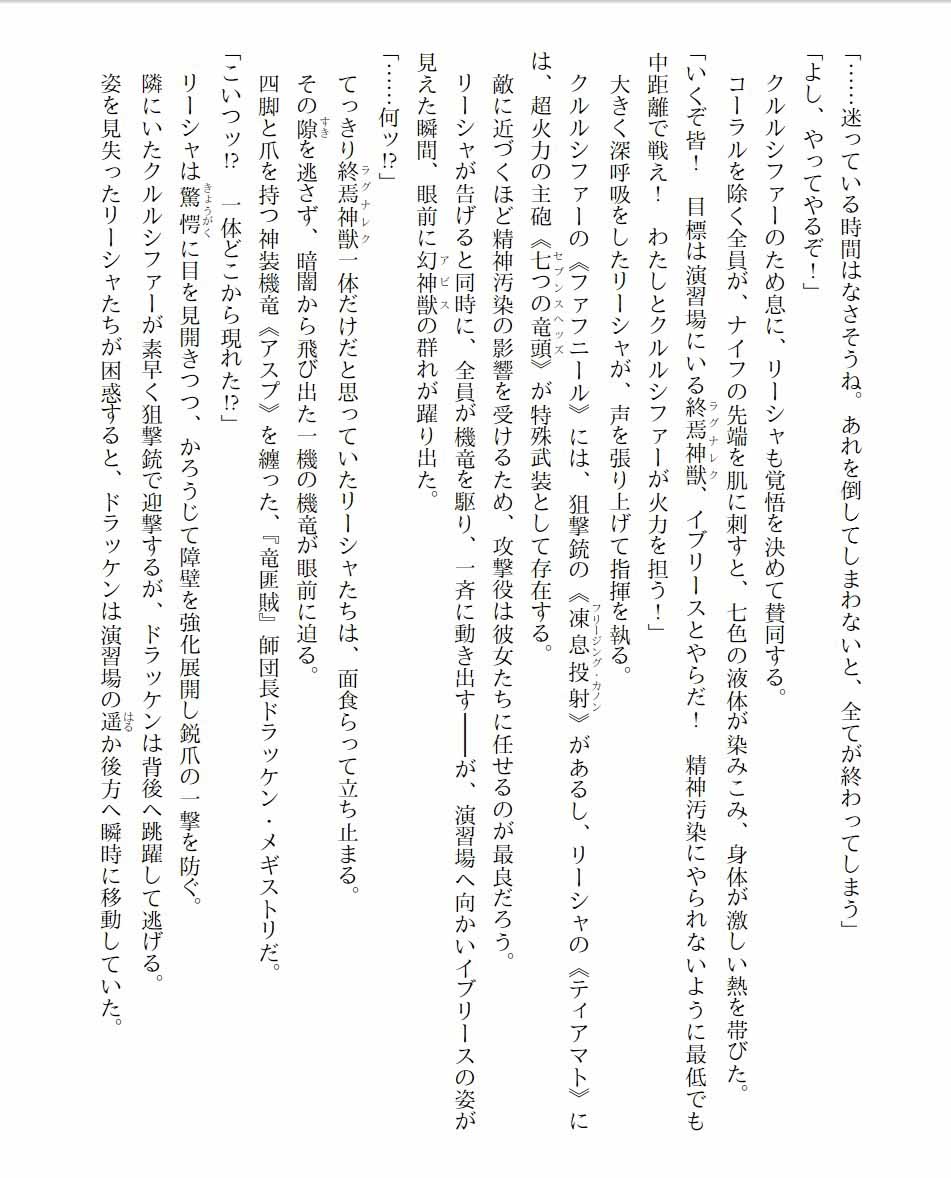 「……迷っている時間はなさそうね。あれを倒してしまわないと、全てが終わってしまう」
「よし、やってやるぞ！」
クルルシファーのため息に、リーシャも覚悟を決めて賛同する。
コーラルを除く全員が、ナイフの先端を肌に刺すと、七色の液体が染みこみ、身体が激しい熱を帯びた。
「いくぞ皆！　目標は演習場にいる終焉神獣、イブリースとやらだ！　精神汚染にやられないように最低でも
中距離で戦え！　わたしとクルルシファーが火力を担う！」
大きく深呼吸をしたリーシャが、声を張り上げて指揮を執る。
クルルシファーの《ファフニール》には、狙撃銃の《凍息投射》があるし、リーシャの《ティアマト》に
は、超火力の主砲《七つの竜頭》が特殊武装として存在する。
敵に近づくほど精神汚染の影響を受けるため、攻撃役は彼女たちに任せるのが最良だろう。
リーシャが告げると同時に、全員が機竜を駆り、一斉に動き出す――が、演習場へ向かいイブリースの姿が
見えた瞬間、眼前に幻神獣の群れが躍り出た。
「……何ッ!?」
てっきり終焉神獣一体だけだと思っていたリーシャたちは、面食らって立ち止まる。
その隙を逃さず、暗闇から飛び出た一機の機竜が眼前に迫る。
四脚と爪を持つ神装機竜《アスプ》を纏った、『竜匪賊』師団長ドラッケン・メギストリだ。
「こいつッ!?　一体どこから現れた!?」
リーシャは驚愕に目を見開きつつ、かろうじて障壁を強化展開し鋭爪の一撃を防ぐ。
隣にいたクルルシファーが素早く狙撃銃で迎撃するが、ドラッケンは背後へ跳躍して逃げる。
姿を見失ったリーシャたちが困惑すると、ドラッケンは演習場の遥か後方へ瞬時に移動していた。
ラグナレク
フリージング・カノン
セブンスヘッズ
アビス
ラグナレク
すき
きょうがく
はる